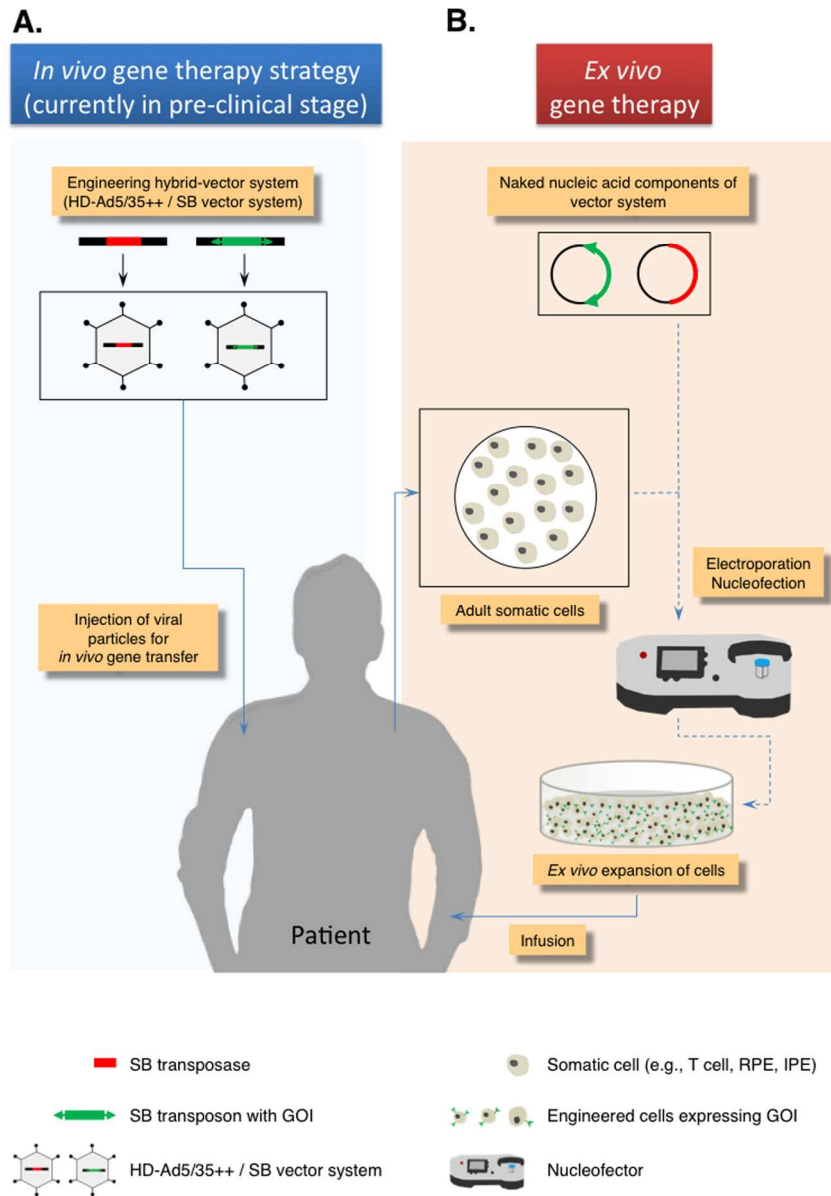 A.
In vivo gene therapy strategy
(currently in pre-clinical stage)
Engineering hybrid-vector system
(HD-Ad5/35++ / SB vector system)
Injection of viral
particles for
in vivo gene transfer
B.
Ex vivo
gene therapy
Naked nucleic acid components of
vector system
Adult somatic cells
Electroporation
Nucleofection
Ex vivo expansion of cells
Infusion
Patient
SB transposase
SB transposon with GOI
HD-Ad5/35++ / SB vector system
Somatic cell (e.g., T cell, RPE, IPE)
Engineered cells expressing GOI
Nucleofector